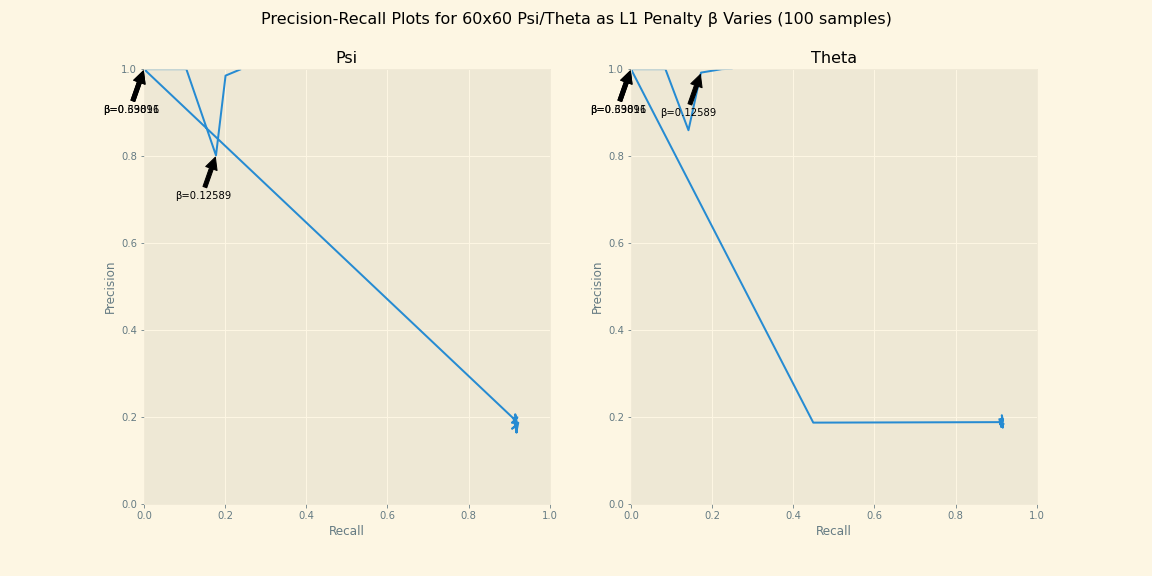 Precision-Recall Plots for 60x60 Psi/Theta as L1 Penalty β Varies (100 samples)
Psi
Precision
1.0
0.8
0.6
0.4
0.2
0.0
β=0.12589
0.0 0.2 0.4 0.6 0.8 1.0
Recall
Theta
Precision
1.0
0.8
0.6
0.4
0.2
0.0
β=0.12589
0.0 0.2 0.4 0.6 0.8 1.0
Recall